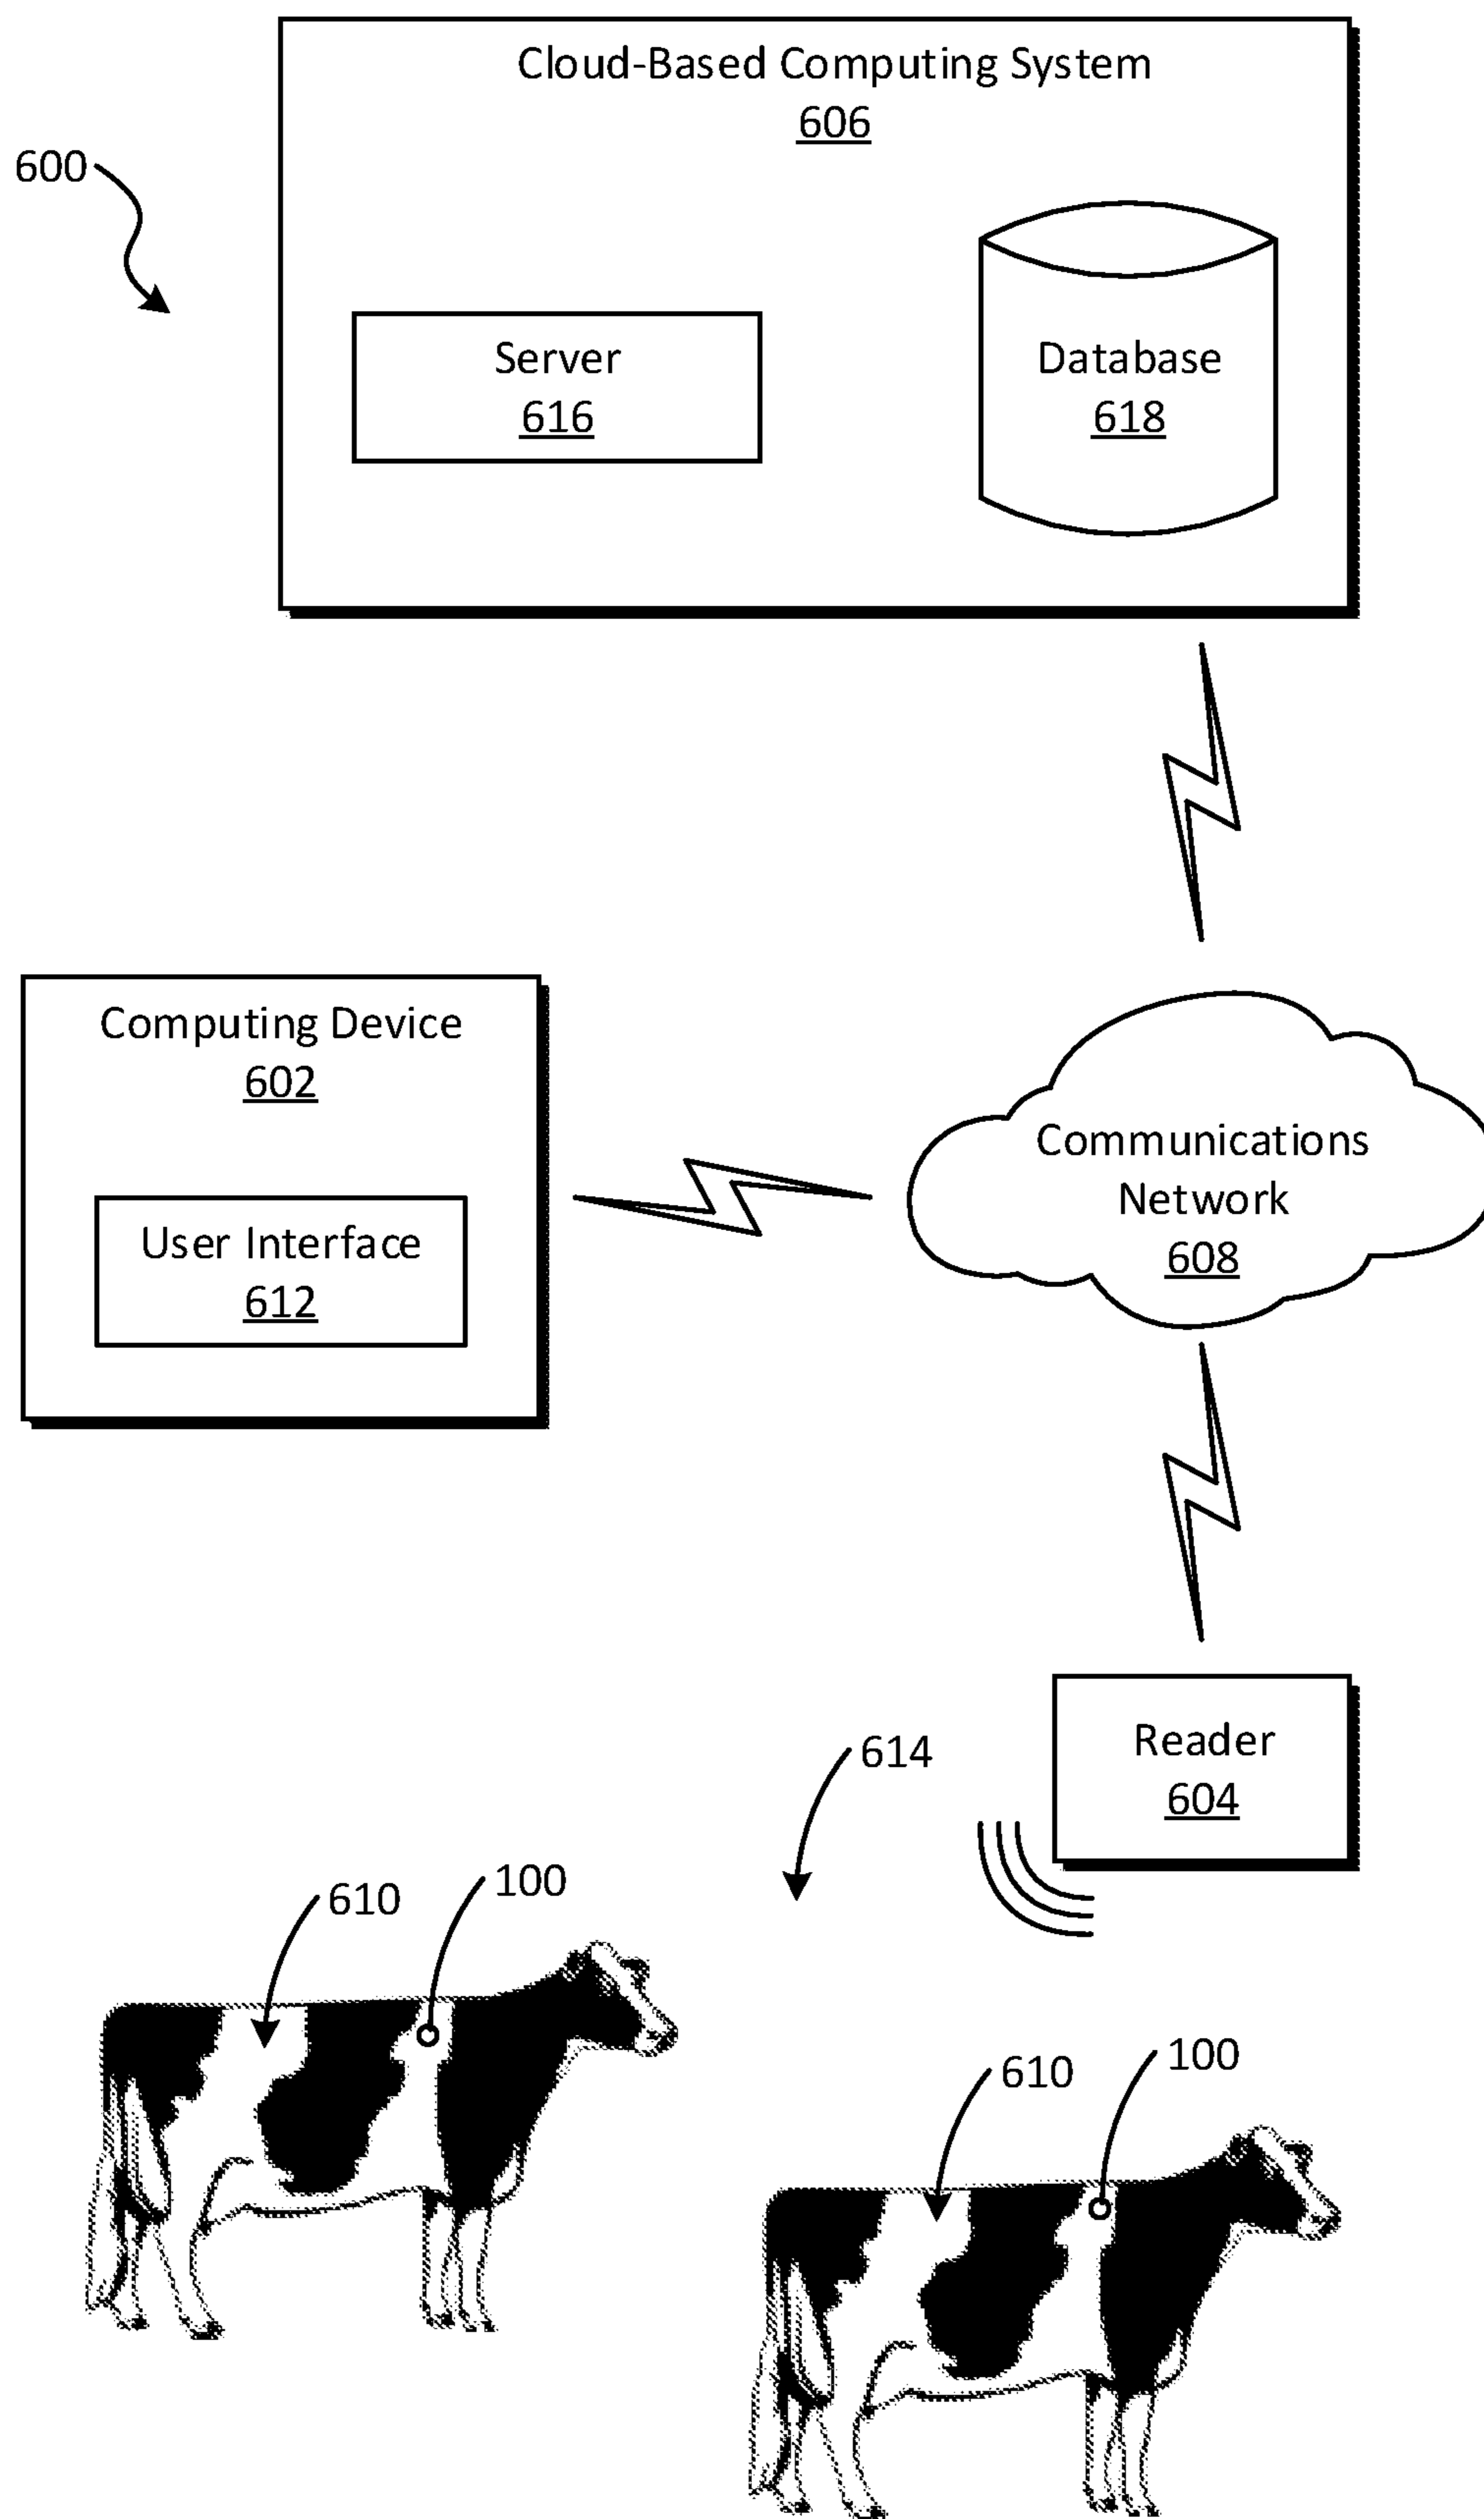 Cloud-Based Computing System
606
600
Server
616
Database
618
Computing Device
602
User Interface
612
Communications
Network
608
Reader
604
614
610
100
610
100